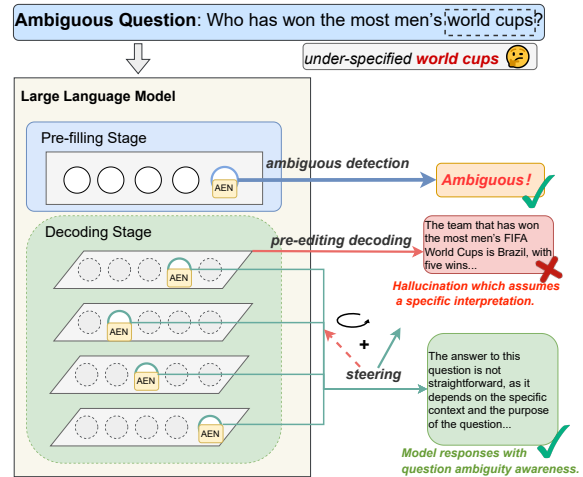 Ambiguous Question: Who has won the most men's world cups?
under-specified world cups
Large Language Model
Pre-filling Stage
AEN
ambiguous detection
Ambiguous!
Decoding Stage
pre-editing decoding
AEN
AEN
AEN
AEN
The team that has won
the most men's FIFA
World Cups is Brazil, with
five wins...
Hallucination which assumes
a specific interpretation.
+
steering
The answer to this
question is not
straightforward, as it
depends on the specific
context and the purpose
of the question...
Model responses with
question ambiguity awareness.